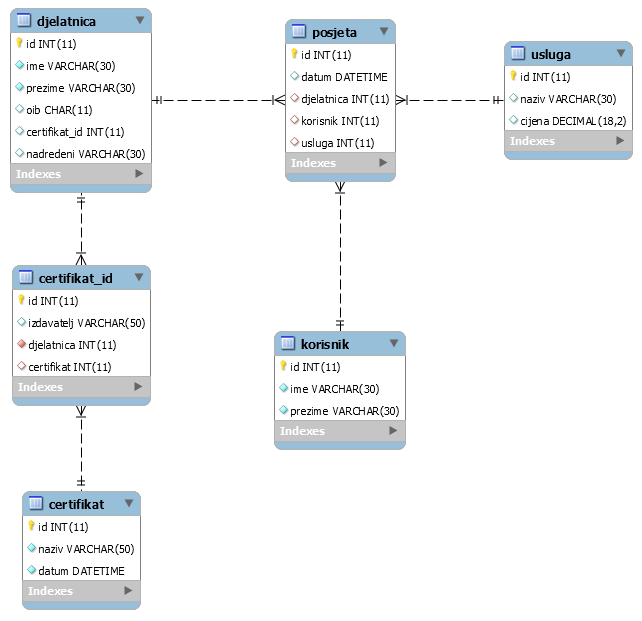 djelatnica
id INT(11)
ime VARCHAR(30)
prezime VARCHAR(30)
oib CHAR(11)
certifikat_id INT(11)
nadredeni VARCHAR(30)
Indexes
posjeta
id INT(11)
datum DATETIME
djelatnica INT(11)
korisnik INT(11)
usluga INT(11)
Indexes
usluga
id INT(11)
naziv VARCHAR(30)
cijena DECIMAL(18,2)
Indexes
certifikat_id
id INT(11)
izdavatelj VARCHAR(50)
djelatnica INT(11)
certifikat INT(11)
Indexes
korisnik
id INT(11)
ime VARCHAR(30)
prezime VARCHAR(30)
Indexes
certifikat
id INT(11)
naziv VARCHAR(50)
datum DATETIME
Indexes